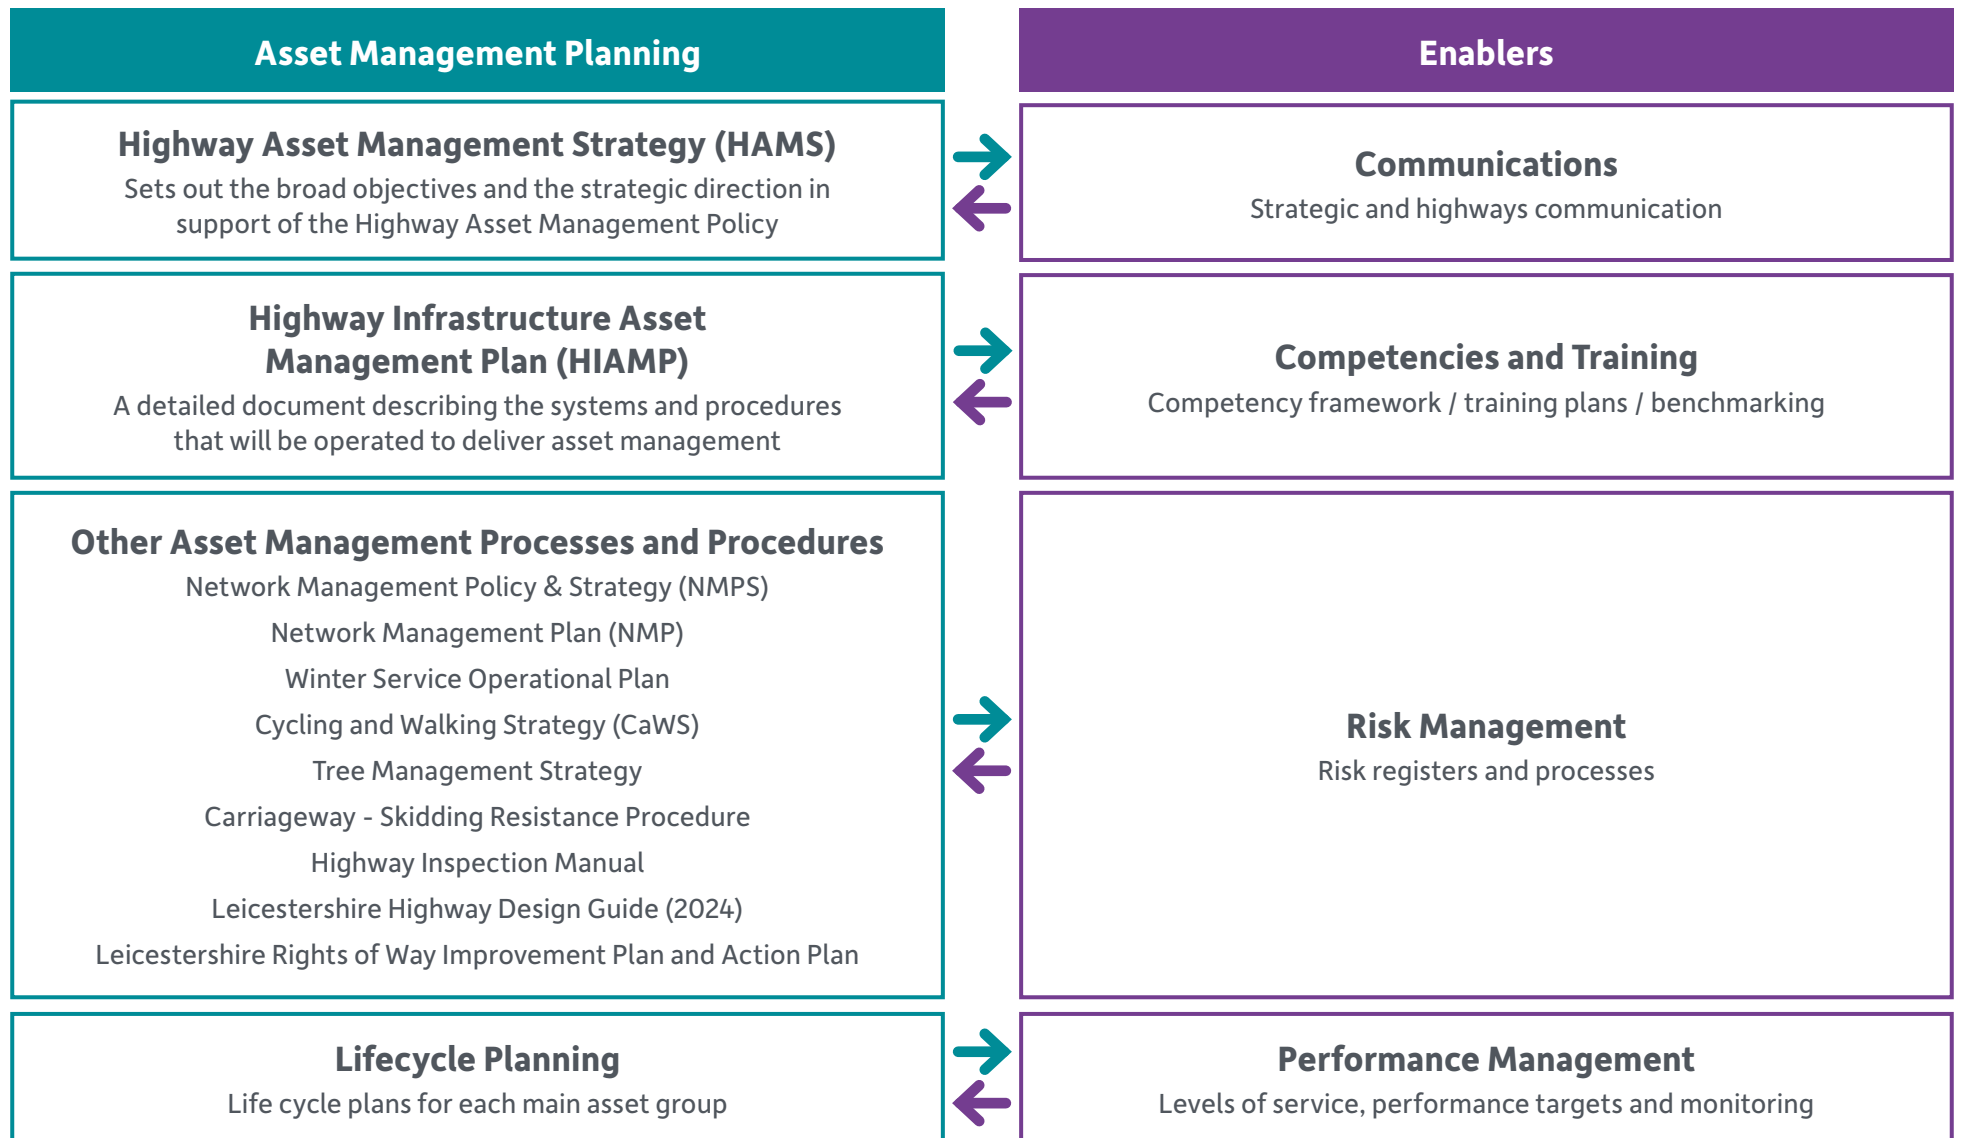 Asset Management Planning
Enablers
Highway Asset Management Strategy (HAMS)
Sets out the broad objectives and the strategic direction in
support of the Highway Asset Management Policy
Communications
Strategic and highways communication
Highway Infrastructure Asset
Management Plan (HIAMP)
A detailed document describing the systems and procedures
that will be operated to deliver asset management
Competencies and Training
Competency framework / training plans / benchmarking
Other Asset Management Processes and Procedures
Network Management Policy & Strategy (NMPS)
Network Management Plan (NMP)
Winter Service Operational Plan
Cycling and Walking Strategy (CaWS)
Tree Management Strategy
Carriageway - Skidding Resistance Procedure
Highway Inspection Manual
Leicestershire Highway Design Guide (2024)
Leicestershire Rights of Way Improvement Plan and Action Plan
Risk Management
Risk registers and processes
Lifecycle Planning
Life cycle plans for each main asset group
Performance Management
Levels of service, performance targets and monitoring